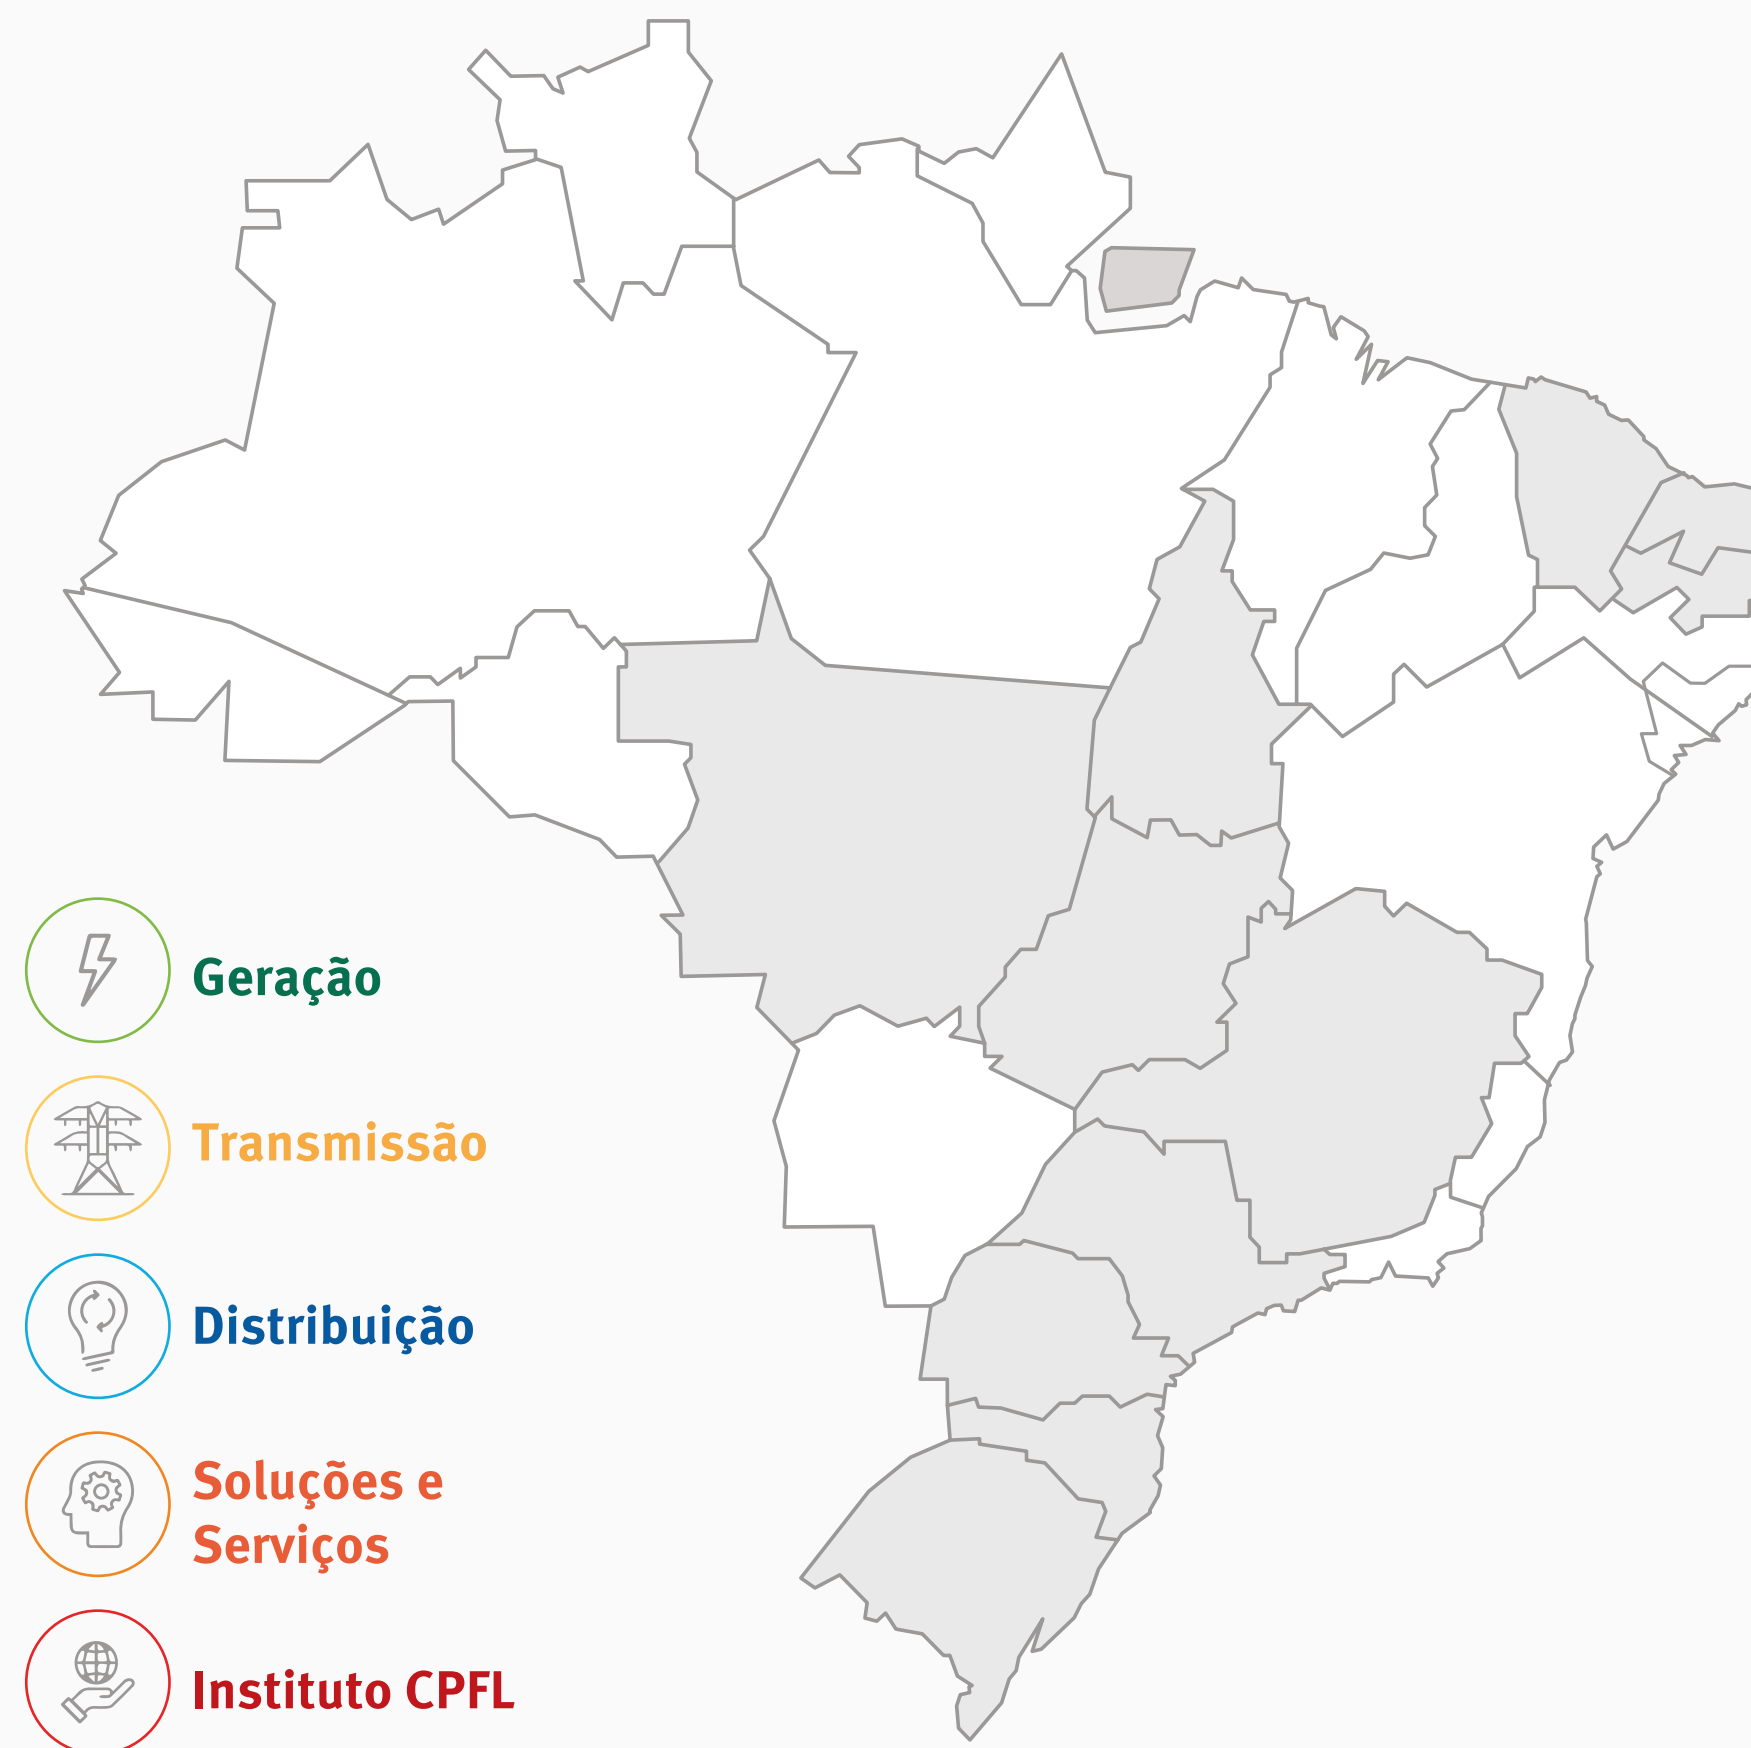 Geração
Transmissão
Distribuição
Soluções e
Serviços
Instituto CPFL